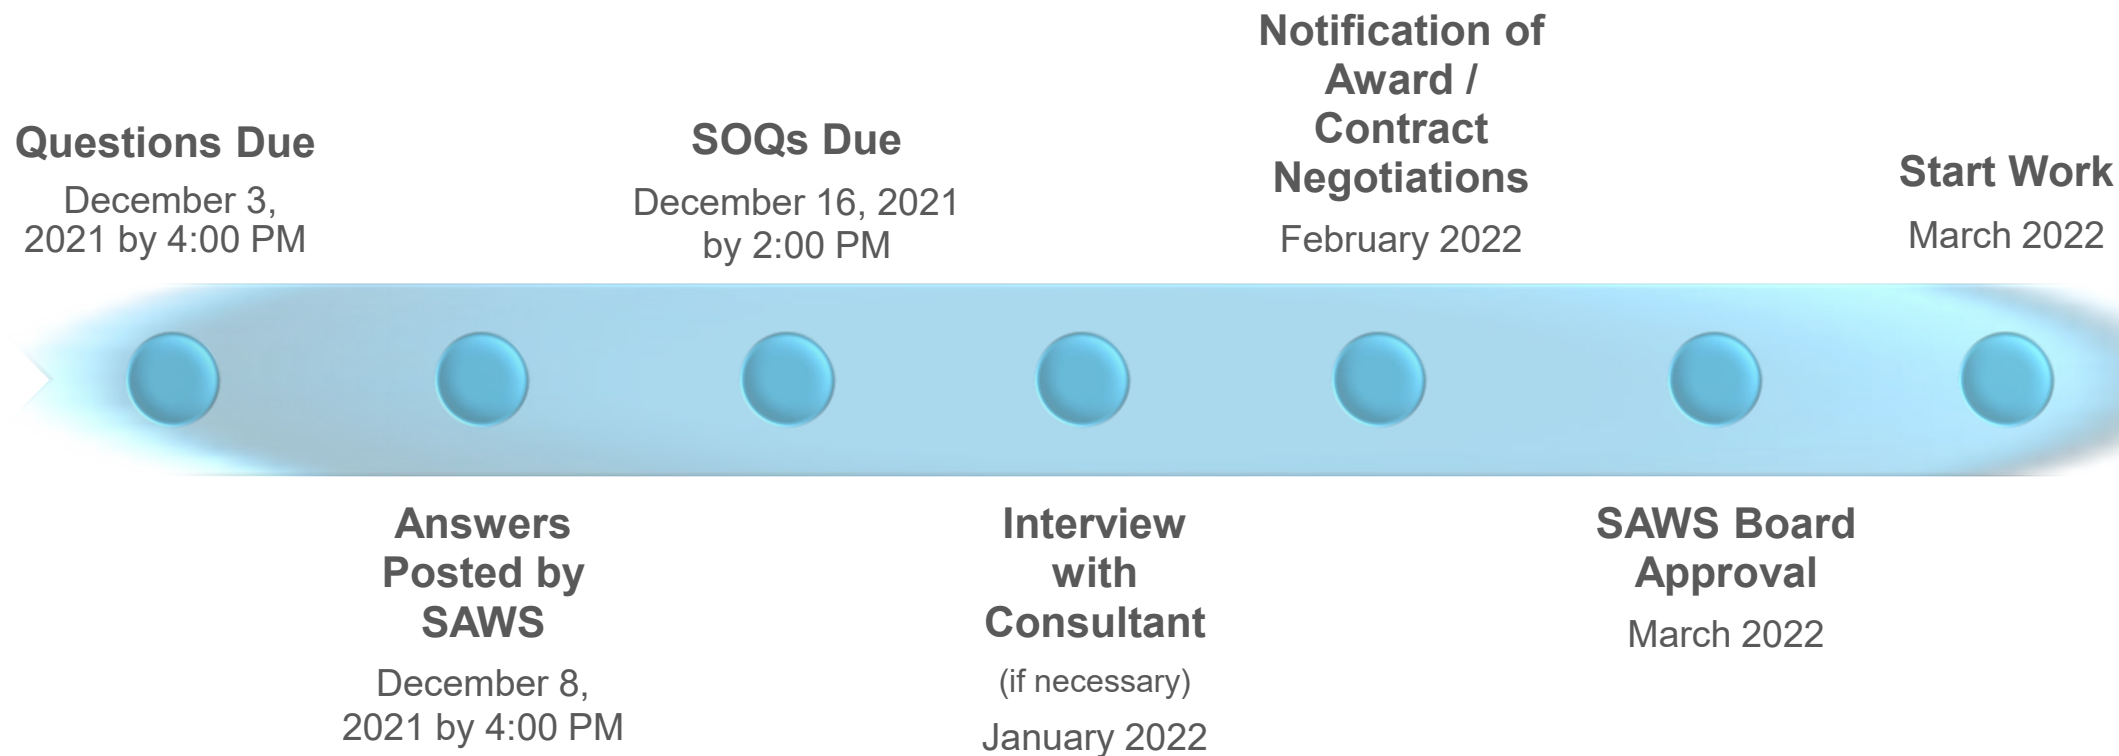 Questions Due
December 3,
2021 by 4:00 PM
Answers
Posted by
SAWS
December 8,
2021 by 4:00 PM
SOQs Due
December 16, 2021
by 2:00 PM
Interview
with
Consultant
(if necessary)
January 2022
Notification of
Award /
Contract
Negotiations
February 2022
SAWS Board
Approval
March 2022
Start Work
March 2022